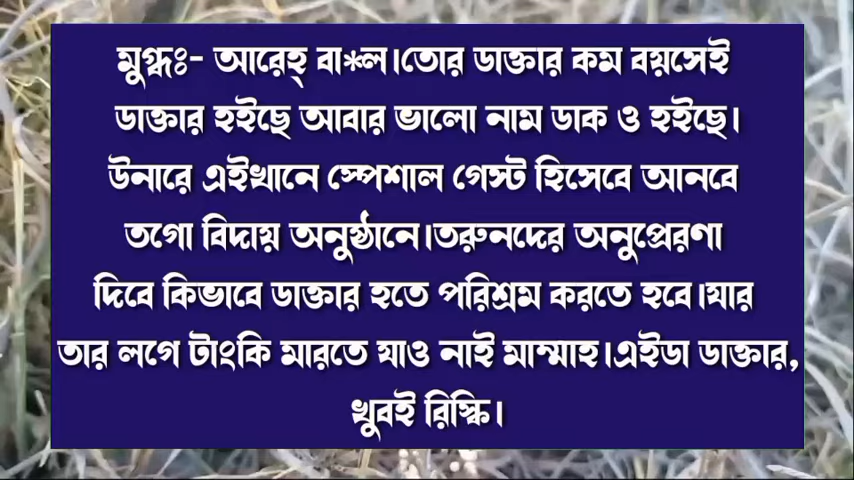 মুগ্ধঃ- আরেহ্ বা*ল।তোর ডাক্তার কম বয়সেই
ডাক্তার হইছে আবার ভালো নাম ডাক ও হইছে।
উনারে এইখানে স্পেশাল গেস্ট হিসেবে আনবে
তগো বিদায় অনুষ্ঠানে।তরুনদের অনুপ্রেরণা
দিবে কিভাবে ডাক্তার হতে পরিশ্রম করতে হবে।যার
তার লগে টাংকি মারতে যাও নাই মাম্মাহ।এইডা ডাক্তার,
খুবই রিস্কি।